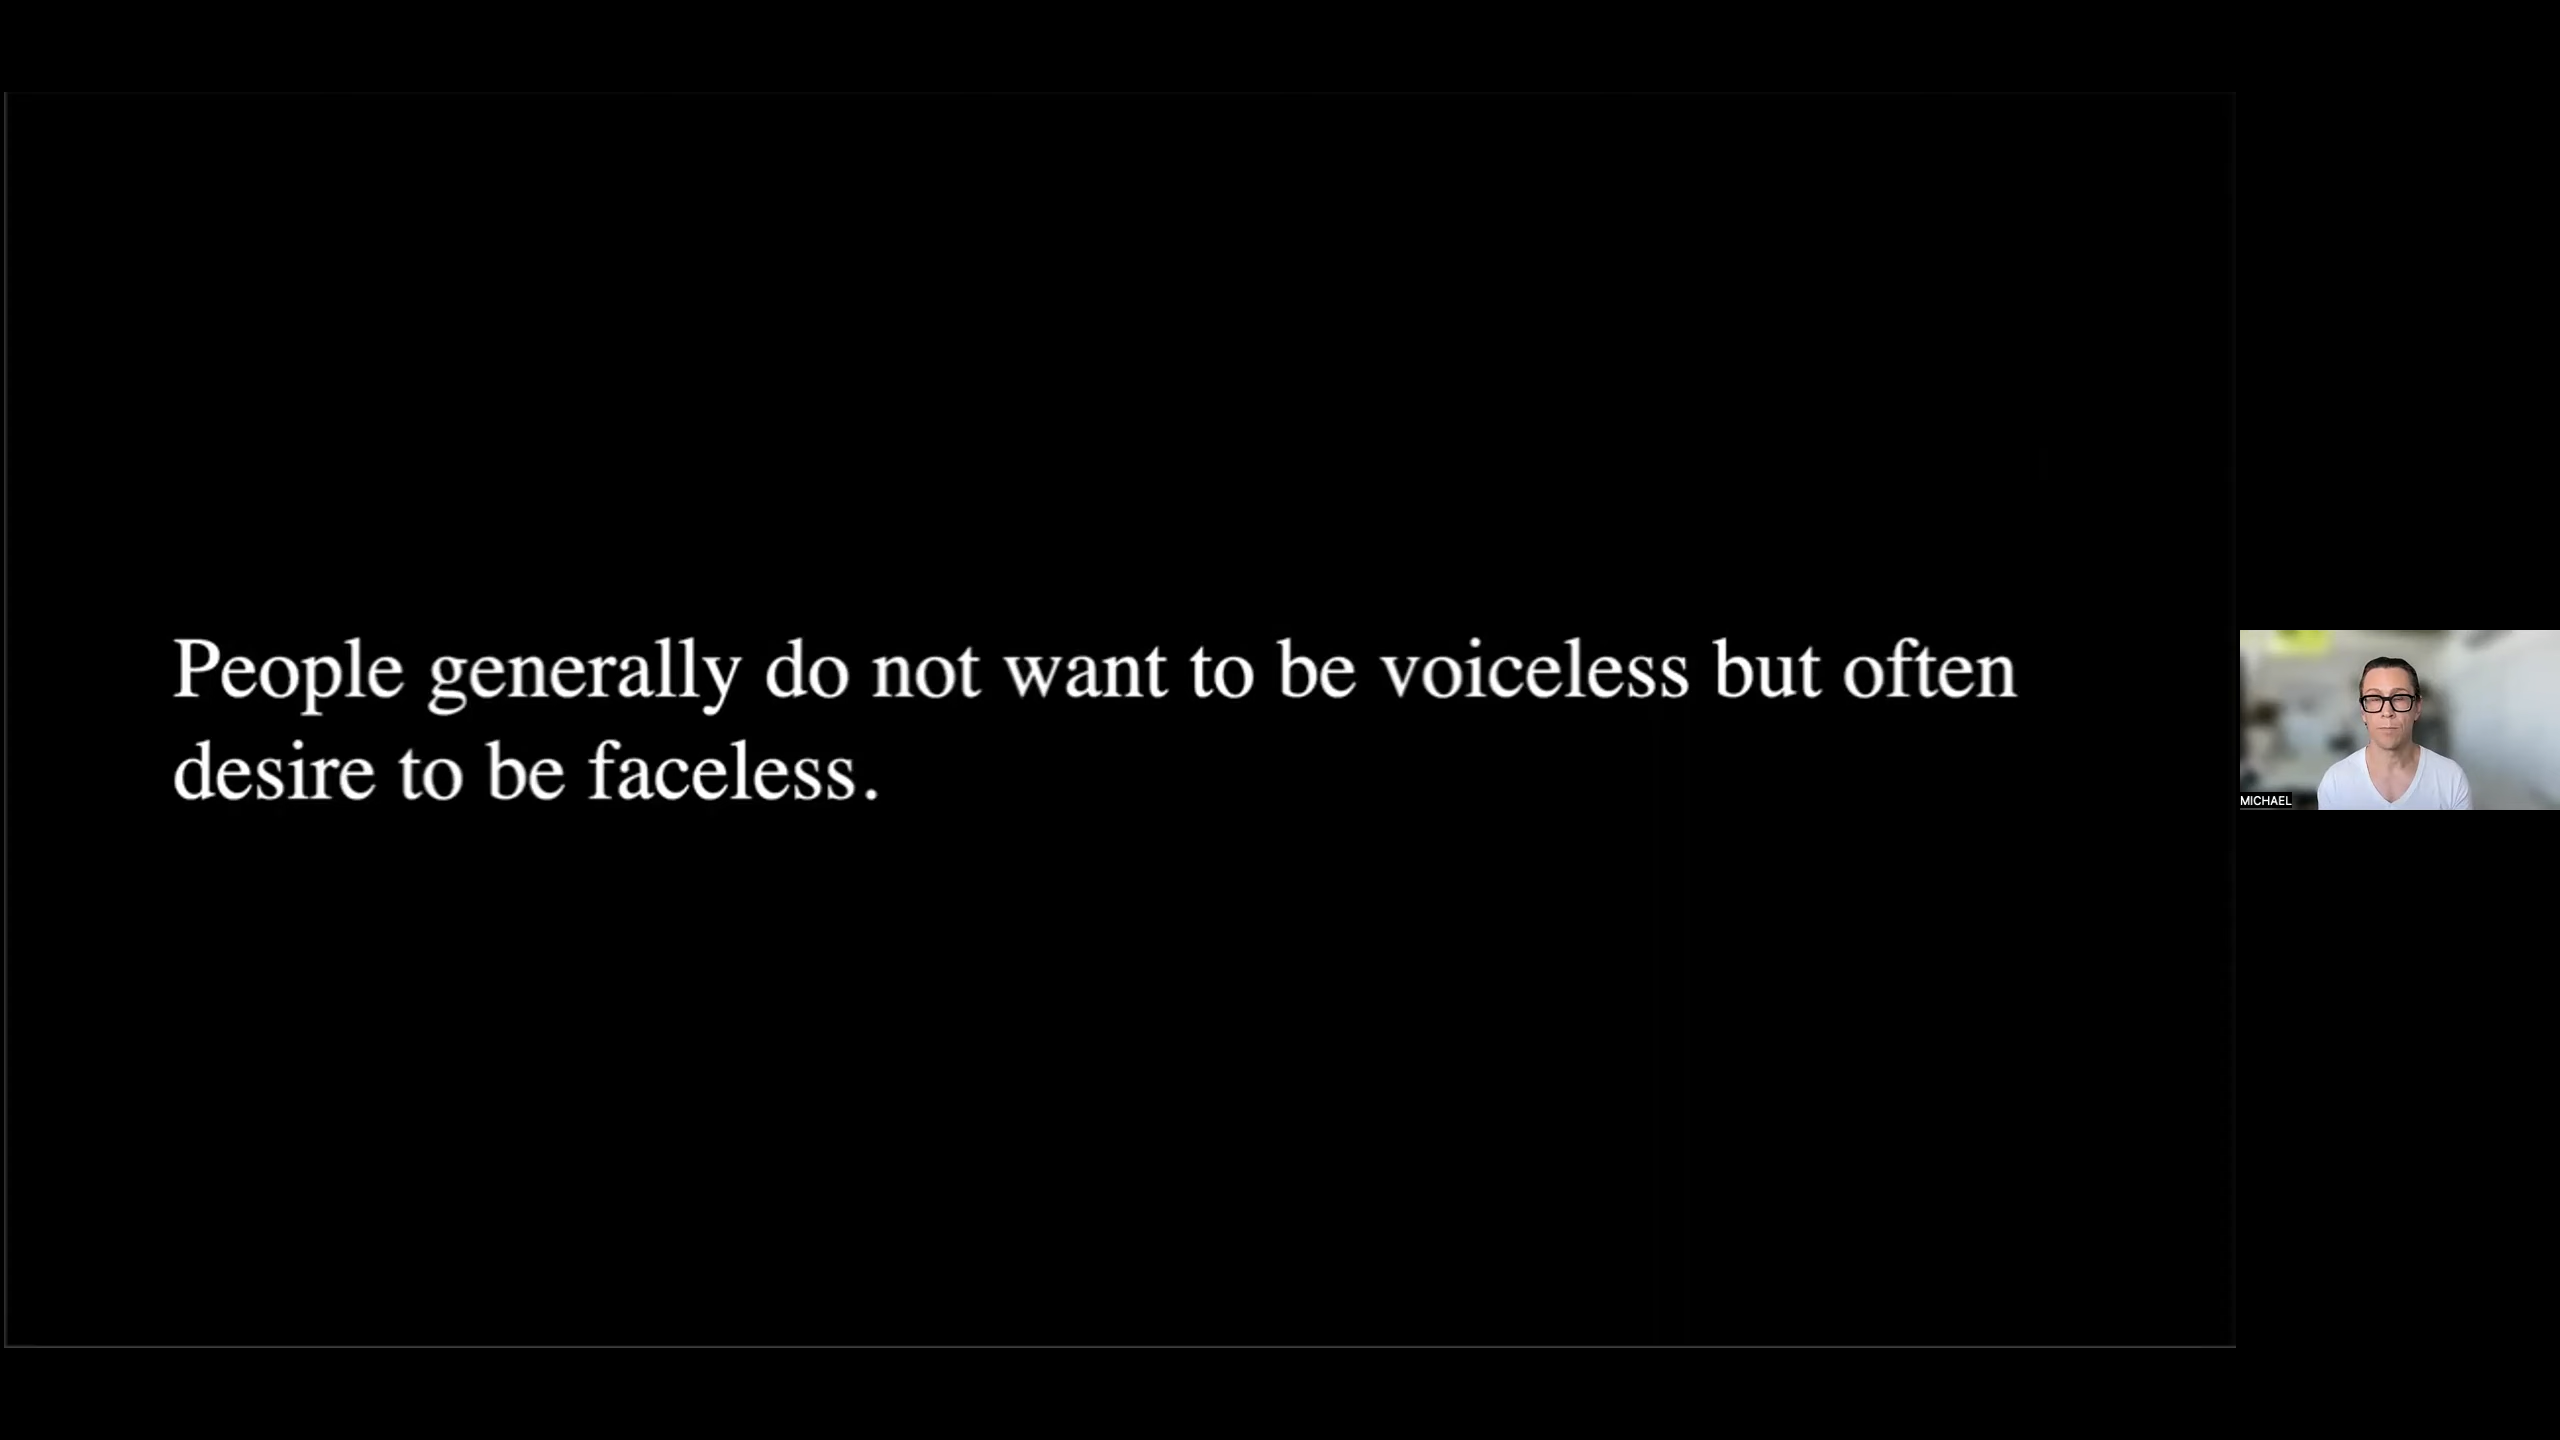 People generally do not want to be voiceless but often
desire to be faceless.
MICHAEL